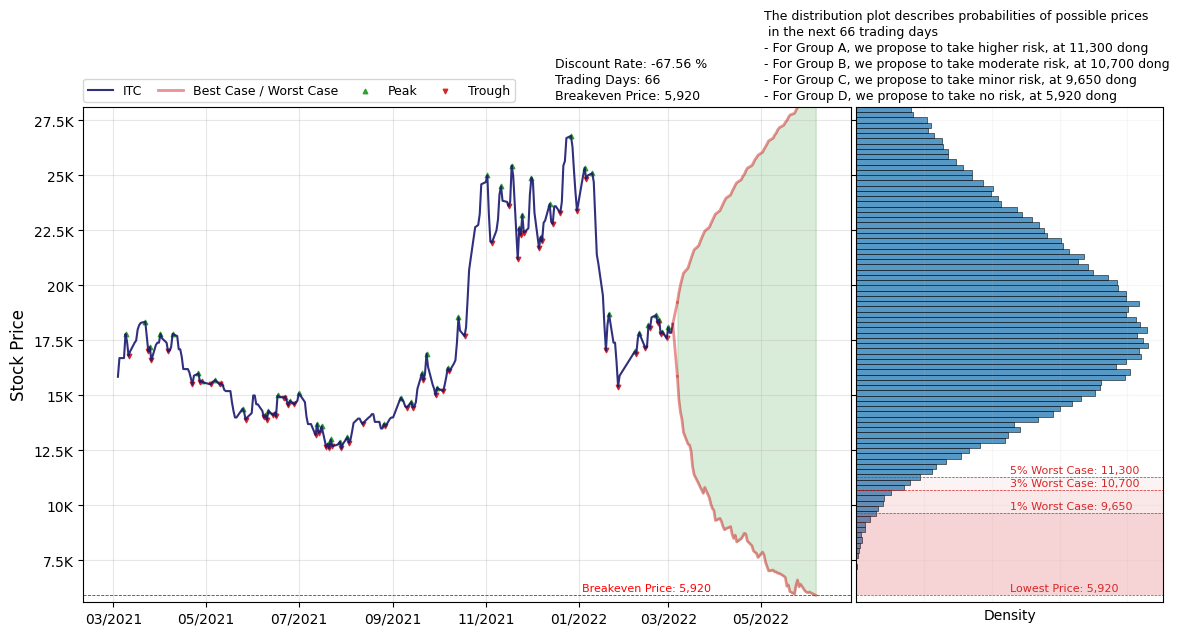 The distribution plot describes probabilities of possible prices
in the next 66 trading days
- For Group A, we propose to take higher risk, at 11,300 dong
- For Group B, we propose to take moderate risk, at 10,700 dong
- For Group C, we propose to take minor risk, at 9,650 dong
- For Group D, we propose to take no risk, at 5,920 dong
Discount Rate: -67.56 %
Trading Days: 66
Breakeven Price: 5,920
ITC
Best Case / Worst Case
Peak
Trough
Stock Price
27.5K
25K
22.5K
20K
17.5K
15K
12.5K
10K
7.5K
Breakeven Price: 5,920
03/2021
05/2021
07/2021
09/2021
11/2021
01/2022
03/2022
05/2022
5% Worst Case: 11,300
3% Worst Case: 10,700
1% Worst Case: 9,650
Lowest Price: 5,920
Density